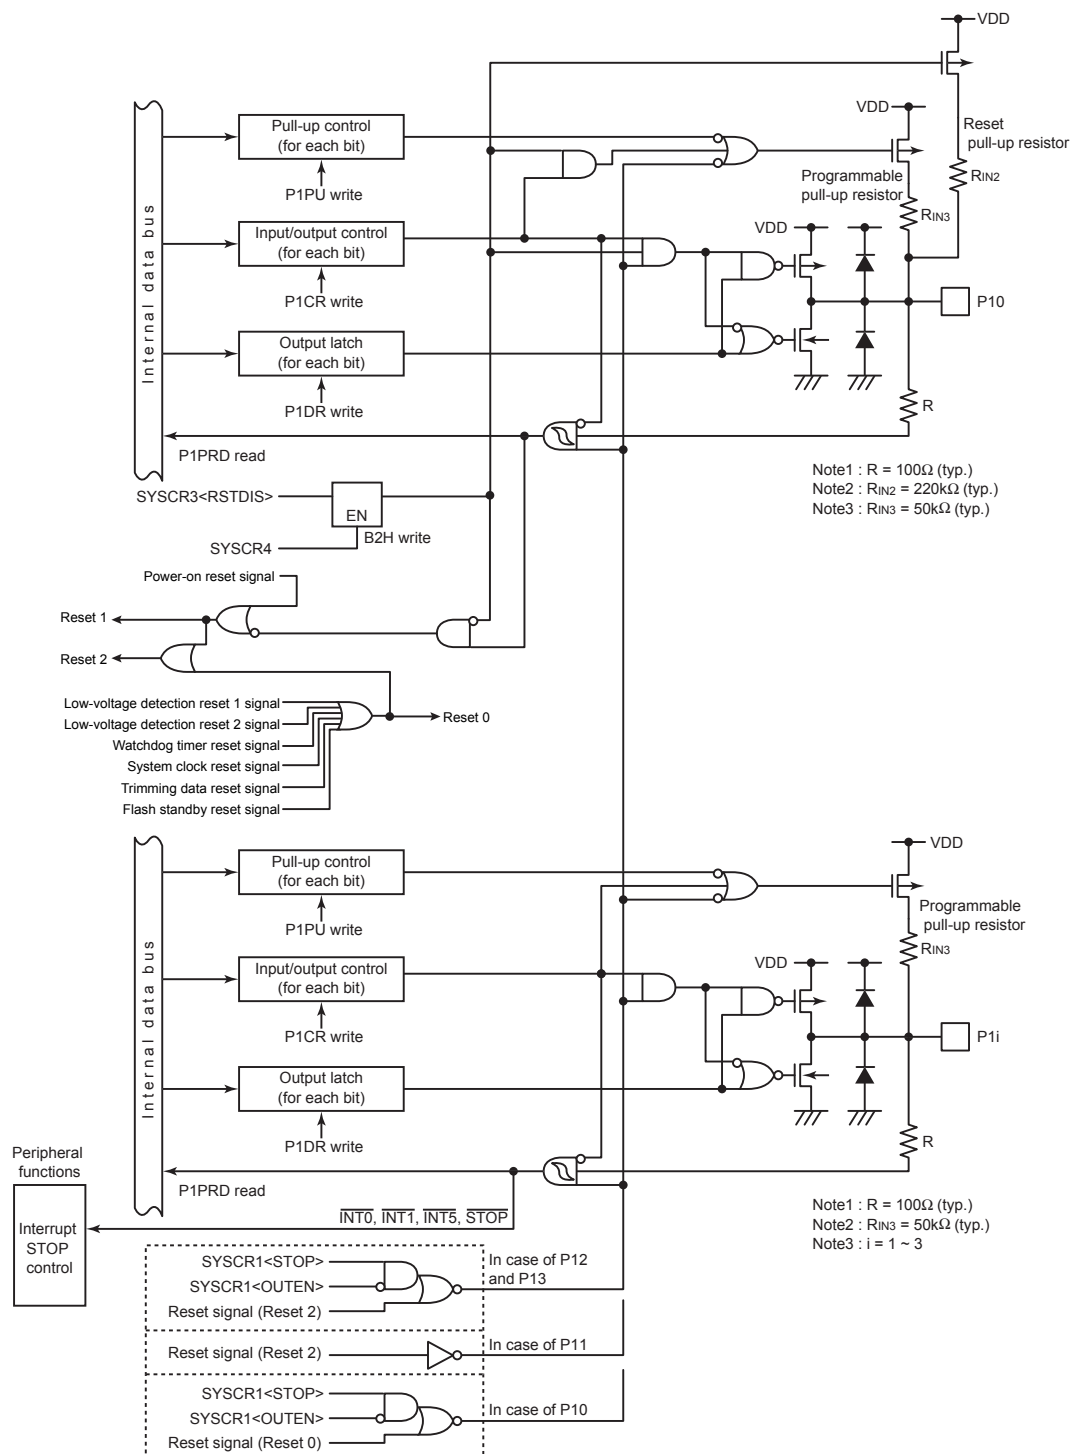 VDD
VDD
Reset
pull-up resistor
Pull-up control
(for each bit)
P1PU write
Programmable
pull-up resistor
RIN2
RIN3
VDD
Internal data bus
Input/output control
(for each bit)
P1CR write
P10
Output latch
(for each bit)
P1DR write
R
P1PRD read
Note1 : R = 100Ω (typ.)
Note2 : RIN2 = 220kΩ (typ.)
Note3 : RIN3 = 50kΩ (typ.)
SYSCR3<RSTDIS>
EN
B2H write
SYSCR4
Power-on reset signal
Reset 1
Reset 2
Low-voltage detection reset 1 signal
Low-voltage detection reset 2 signal
Watchdog timer reset signal
System clock reset signal
Trimming data reset signal
Flash standby reset signal
Reset 0
VDD
Pull-up control
(for each bit)
P1PU write
Programmable
pull-up resistor
RIN3
VDD
Internal data bus
Input/output control
(for each bit)
P1CR write
P1i
Output latch
(for each bit)
P1DR write
R
Peripheral
functions
P1PRD read
Interrupt
STOP
control
INT0, INT1, INT5, STOP
Note1 : R = 100Ω (typ.)
Note2 : RIN3 = 50kΩ (typ.)
Note3 : i = 1 ~ 3
SYSCR1<STOP>
SYSCR1<OUTEN>
Reset signal (Reset 2)
In case of P12
and P13
Reset signal (Reset 2)
In case of P11
SYSCR1<STOP>
SYSCR1<OUTEN>
Reset signal (Reset 0)
In case of P10